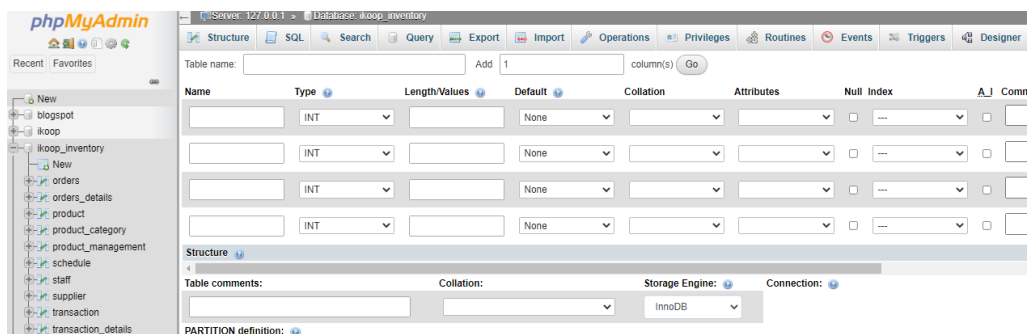 phpMyAdmin
Recent Favorites
New
blogspot
ikoop
ikoop_inventory
New
orders
orders_details
product
product_category
product_management
schedule
staff
supplier
transaction
transaction_details
Server: 127.0.0.1 » Database: ikoop_inventory
Structure SQL Search Query Export Import Operations Privileges Routines Events Triggers Designer
Table name: Add 1 column(s) Go
Name Type Length/Values Default Collation Attributes Null Index A_I Comm
INT None ---
INT None ---
INT None ---
INT None ---
Structure
Table comments: Collation: Storage Engine: Connection:
InnoDB
PARTITION definition: